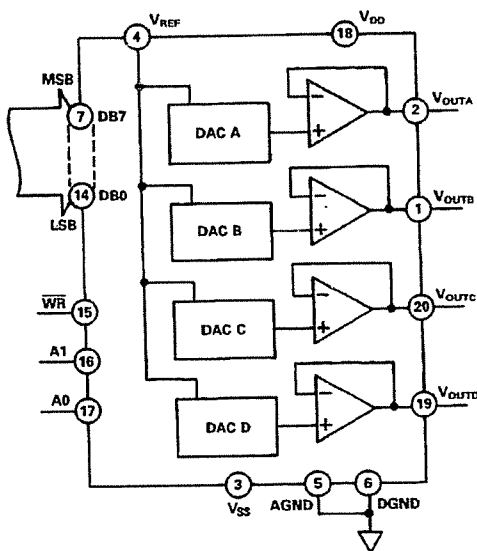 VREF
4
VDD
18
MSB
7
DB7
14
DB0
LSB
WR
15
A1
16
A0
17
DAC A
DAC B
DAC C
DAC D
−
+
−
+
−
+
−
+
2
VOUTA
1
VOUTB
20
VOUTC
19
VOUTD
3
VSS
5
AGND
6
DGND